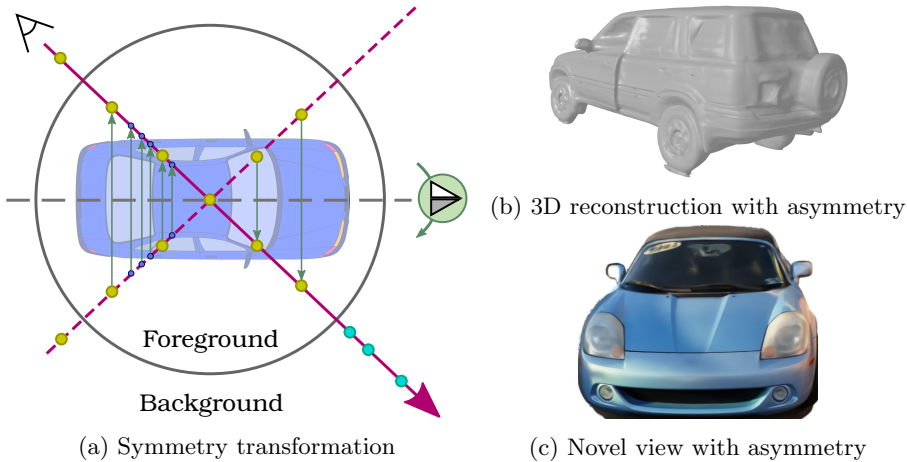 Foreground
Background
(a) Symmetry transformation
(b) 3D reconstruction with asymmetry
(c) Novel view with asymmetry